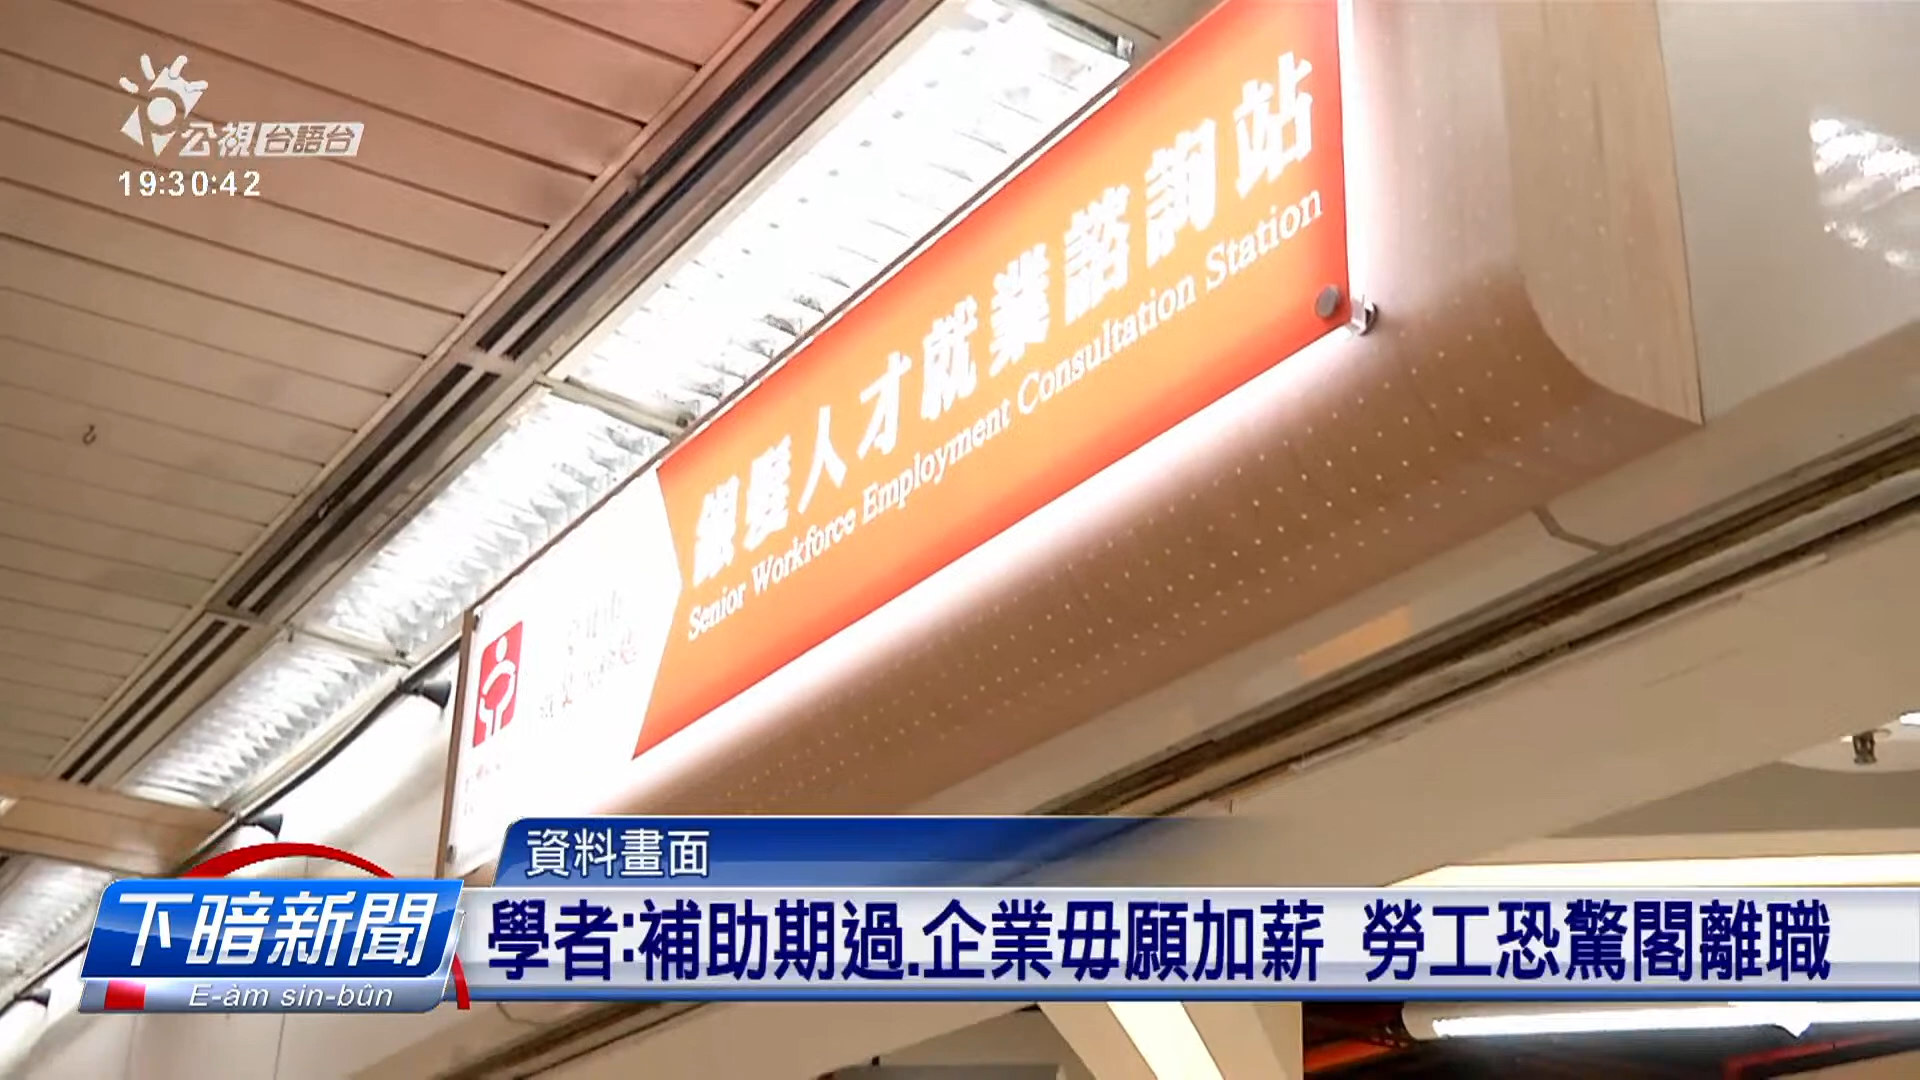 公視台語台
19:30:42
銀髮人才就業諮詢站
Senior Workforce Employment Consultation Station
資料畫面
下暗新聞
E-àm sin-bûn
學者:補助期過.企業毋願加薪 勞工恐驚閣離職